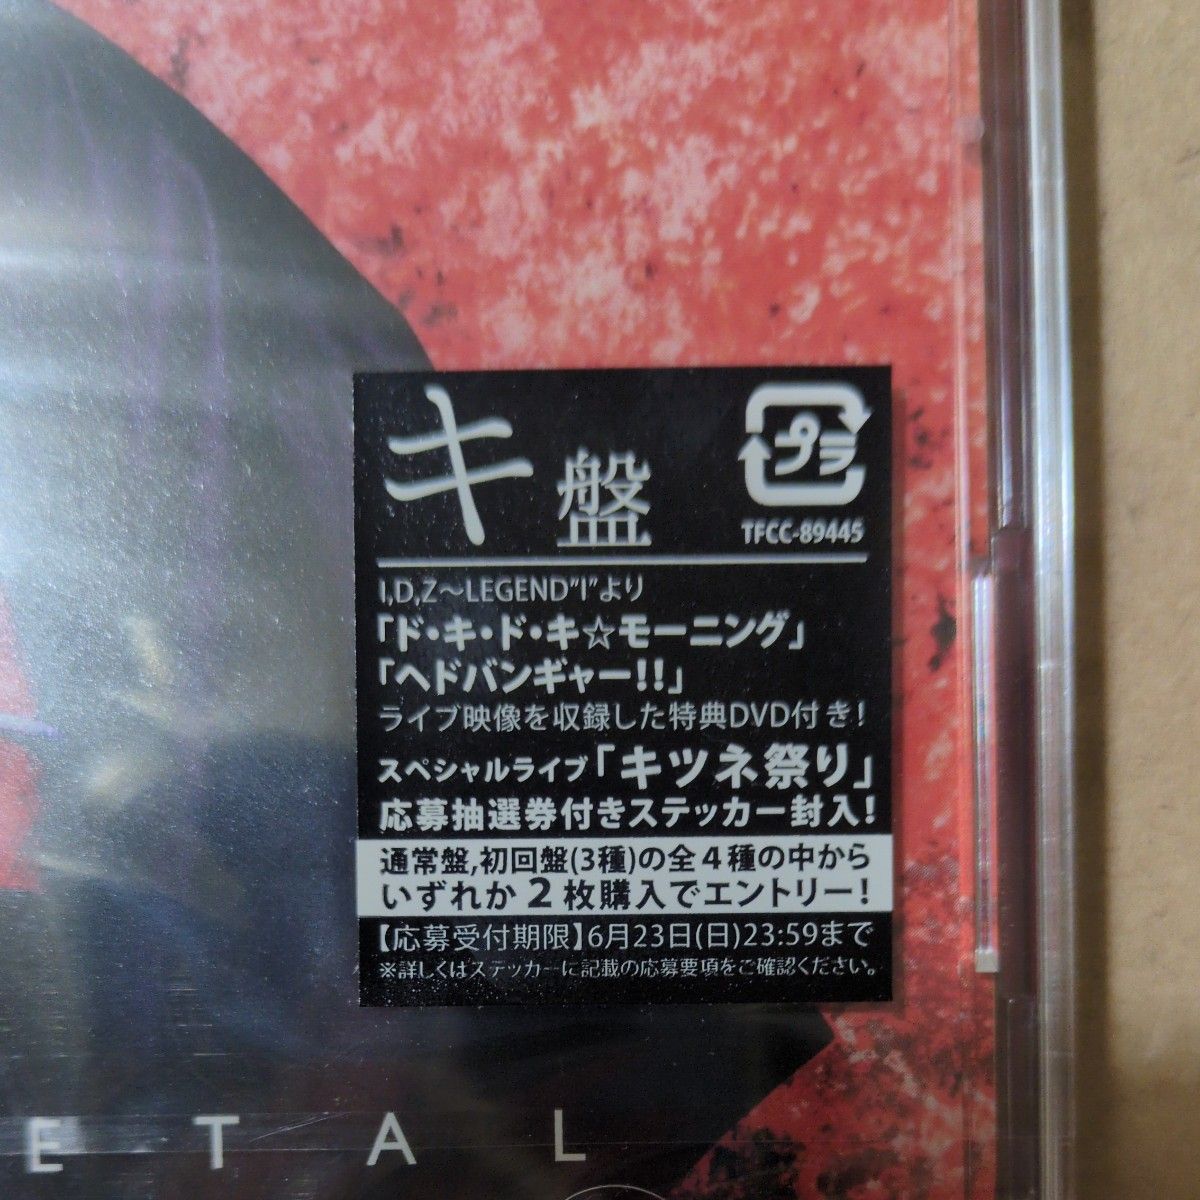 キ盤
プラ
TFCC-89445
I,D,Z～LEGEND"I"より
「ド・キ・ド・キ☆モーニング」
「ヘドバンギャー!!」
ライブ映像を収録した特典DVD付き!
スペシャルライブ「キツネ祭り」
応募抽選券付きステッカー封入!
通常盤,初回盤(3種)の全4種の中から
いずれか2枚購入でエントリー!
【応募受付期限】6月23日(日)23:59まで
※詳しくはステッカーに記載の応募要項をご確認ください。
ETAL